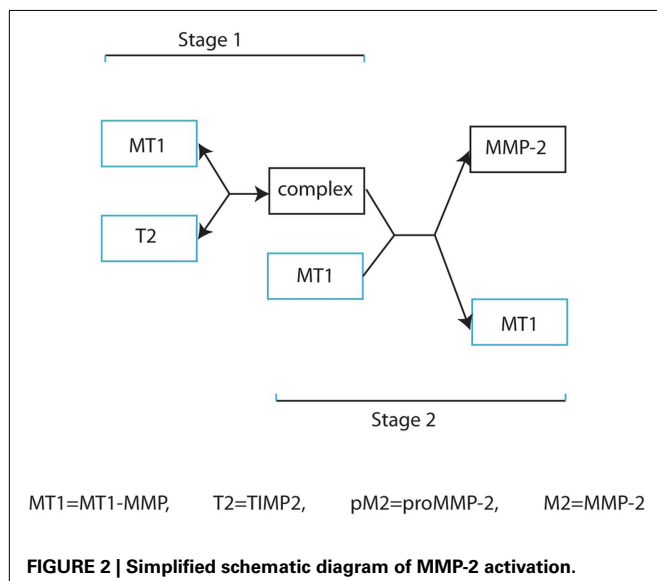 Stage 1
MT1
MMP-2
complex
T2
MT1
MT1
Stage 2
MT1=MT1-MMP, T2=TIMP2, pM2=proMMP-2, M2=MMP-2
FIGURE 2 | Simplified schematic diagram of MMP-2 activation.